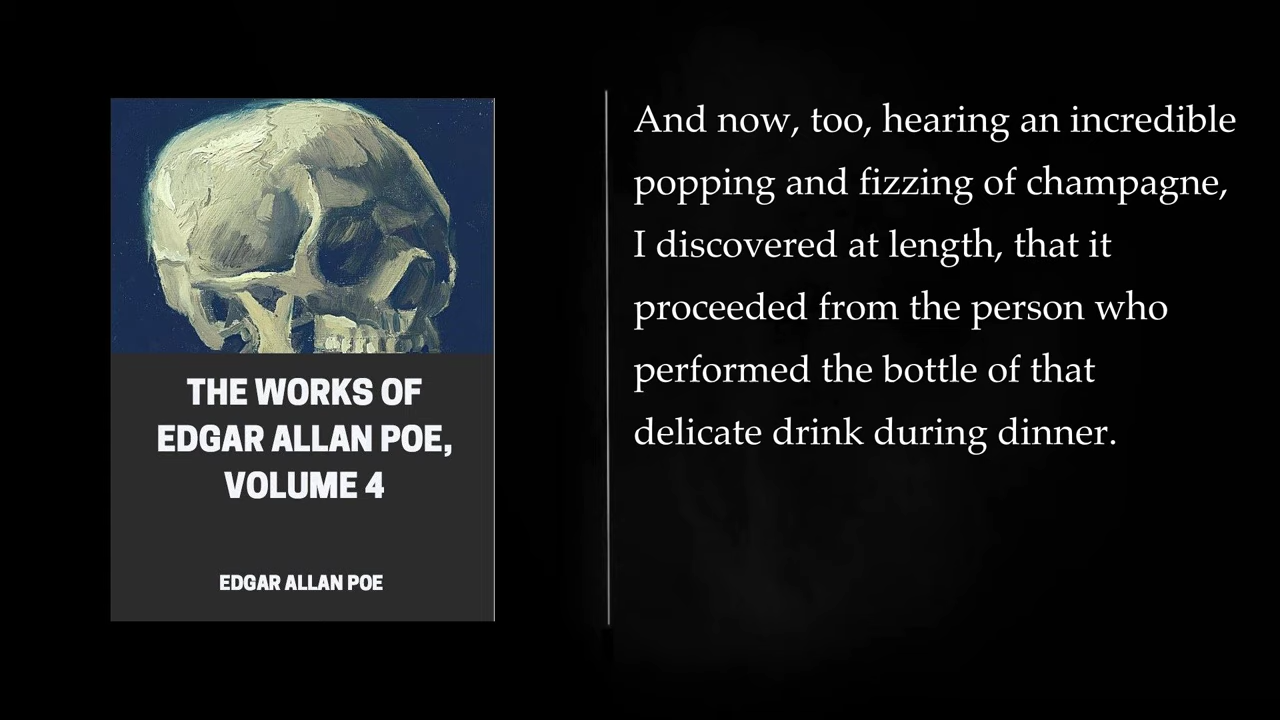 THE WORKS OF
EDGAR ALLAN POE,
VOLUME 4
EDGAR ALLAN POE
And now, too, hearing an incredible
popping and fizzing of champagne,
I discovered at length, that it
proceeded from the person who
performed the bottle of that
delicate drink during dinner.